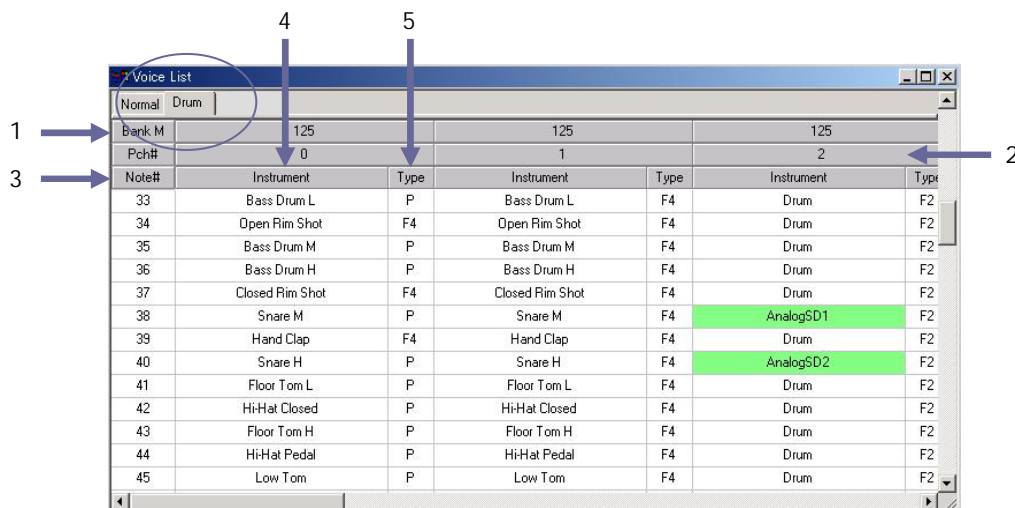 4 5
Voice List
Normal Drum
1 Bank M 125 125 125
Pch# 0 1 2 2
3 Note# Instrument Type Instrument Type Instrument Type
33 Bass Drum L P Bass Drum L F4 Drum F2
34 Open Rim Shot F4 Open Rim Shot F4 Drum F2
35 Bass Drum M P Bass Drum M F4 Drum F2
36 Bass Drum H P Bass Drum H F4 Drum F2
37 Closed Rim Shot F4 Closed Rim Shot F4 Drum F2
38 Snare M P Snare M F4 AnalogSD1 F2
39 Hand Clap F4 Hand Clap F4 Drum F2
40 Snare H P Snare H F4 AnalogSD2 F2
41 Floor Tom L P Floor Tom L F4 Drum F2
42 Hi-Hat Closed P Hi-Hat Closed F4 Drum F2
43 Floor Tom H P Floor Tom H F4 Drum F2
44 Hi-Hat Pedal P Hi-Hat Pedal F4 Drum F2
45 Low Tom P Low Tom F4 Drum F2